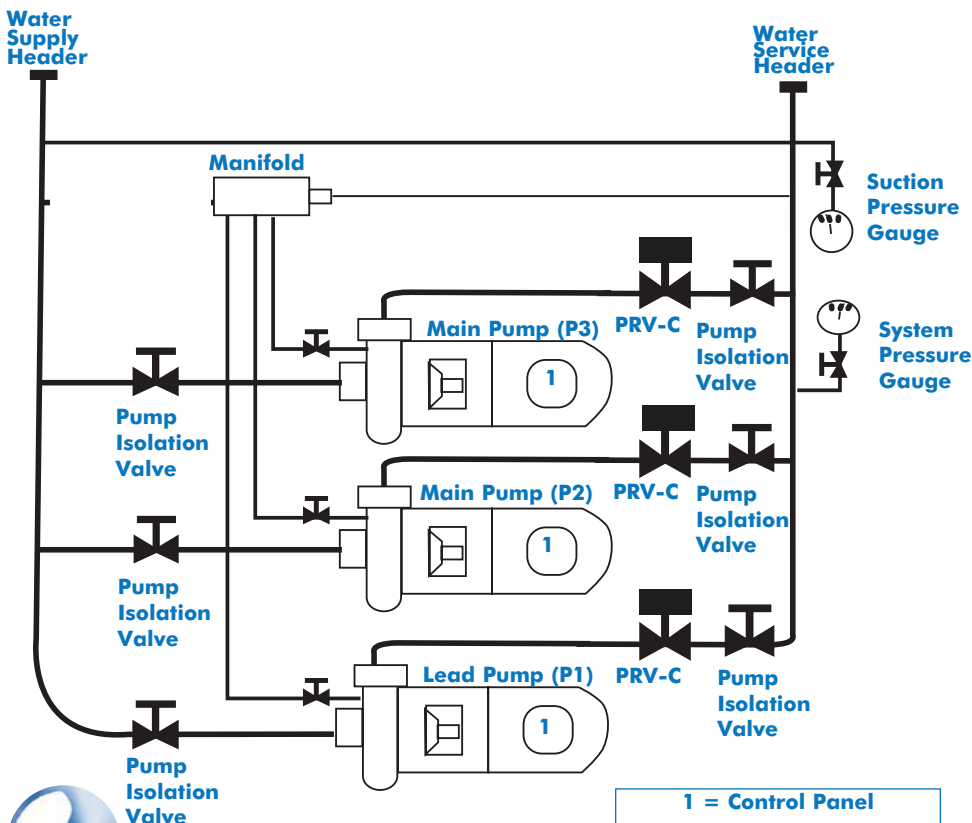 Water
Supply
Header
Water
Service
Header
Manifold
Suction
Pressure
Gauge
Main Pump (P3)
PRV-C
Pump
Isolation
Valve
System
Pressure
Gauge
1
Pump
Isolation
Valve
Main Pump (P2)
PRV-C
Pump
Isolation
Valve
1
Pump
Isolation
Valve
Lead Pump (P1)
PRV-C
Pump
Isolation
Valve
1
Pump
Isolation
Valve
1 = Control Panel